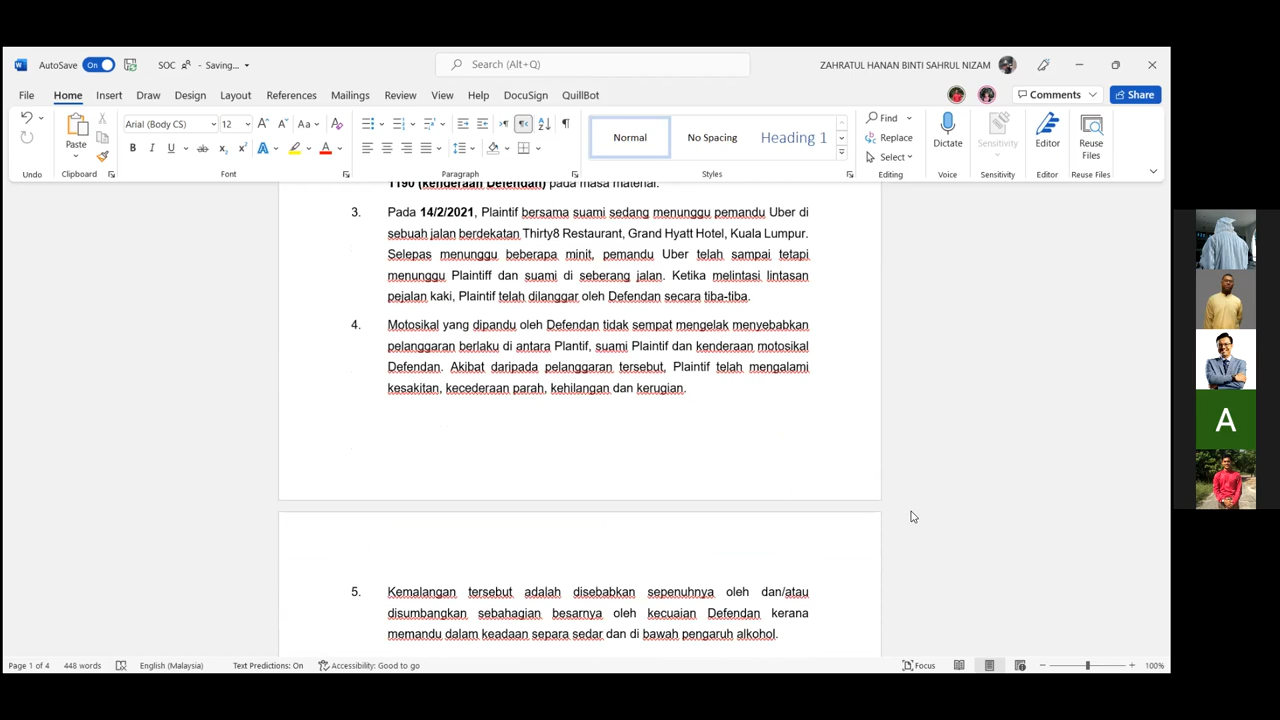 AutoSave On SOC - Saving... Search (Alt+Q) ZAHRATUL HANAN BINTI SAHRUL NIZAM
File Home Insert Draw Design Layout References Mailings Review View Help DocuSign QuillBot Comments Share
Arial (Body CS) 12 Aa
Paste
B I U ab x₂ x² A A
Normal No Spacing Heading 1
Find
Replace
Select
Dictate Sensitivity Editor Reuse Files
Undo Clipboard Font Paragraph Styles Editing Voice Sensitivity Editor Reuse Files
1190 (kenderaan Defendan) pada masa material.
3. Pada 14/2/2021, Plaintif bersama suami sedang menunggu pemandu Uber di
sebuah jalan berdekatan Thirty8 Restaurant, Grand Hyatt Hotel, Kuala Lumpur.
Selepas menunggu beberapa minit, pemandu Uber telah sampai tetapi
menunggu Plaintiff dan suami di seberang jalan. Ketika melintasi lintasan
pejalan kaki, Plaintif telah dilanggar oleh Defendan secara tiba-tiba.
4. Motosikal yang dipandu oleh Defendan tidak sempat mengelak menyebabkan
pelanggaran berlaku di antara Plantif, suami Plaintif dan kenderaan motosikal
Defendan. Akibat daripada pelanggaran tersebut, Plaintif telah mengalami
kesakitan, kecederaan parah, kehilangan dan kerugian.
A
5. Kemalangan tersebut adalah disebabkan sepenuhnya oleh dan/atau
disumbangkan sebahagian besarnya oleh kecuaian Defendan kerana
memandu dalam keadaan separa sedar dan di bawah pengaruh alkohol.
Page 1 of 4 448 words English (Malaysia) Text Predictions: On Accessibility: Good to go Focus 100%